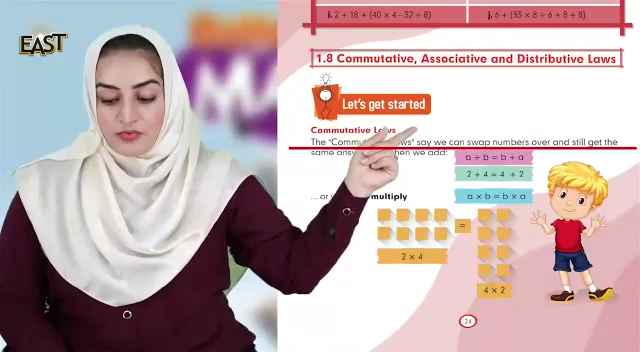 EAST
i. 2 + 18 + (40 × 4 – 32 ÷ 8)
j. 6 + (33 × 8 ÷ 6 + 8 + 8)
1.8 Commutative, Associative and Distributive Laws
Let's get started
Commutative Laws
The "Commut ws" say we can swap numbers over and still get the
same ans hen we add:
a + b = b + a
2 + 4 = 4 + 2
... or w multiply
a × b = b × a
=
2 × 4
4 × 2
24